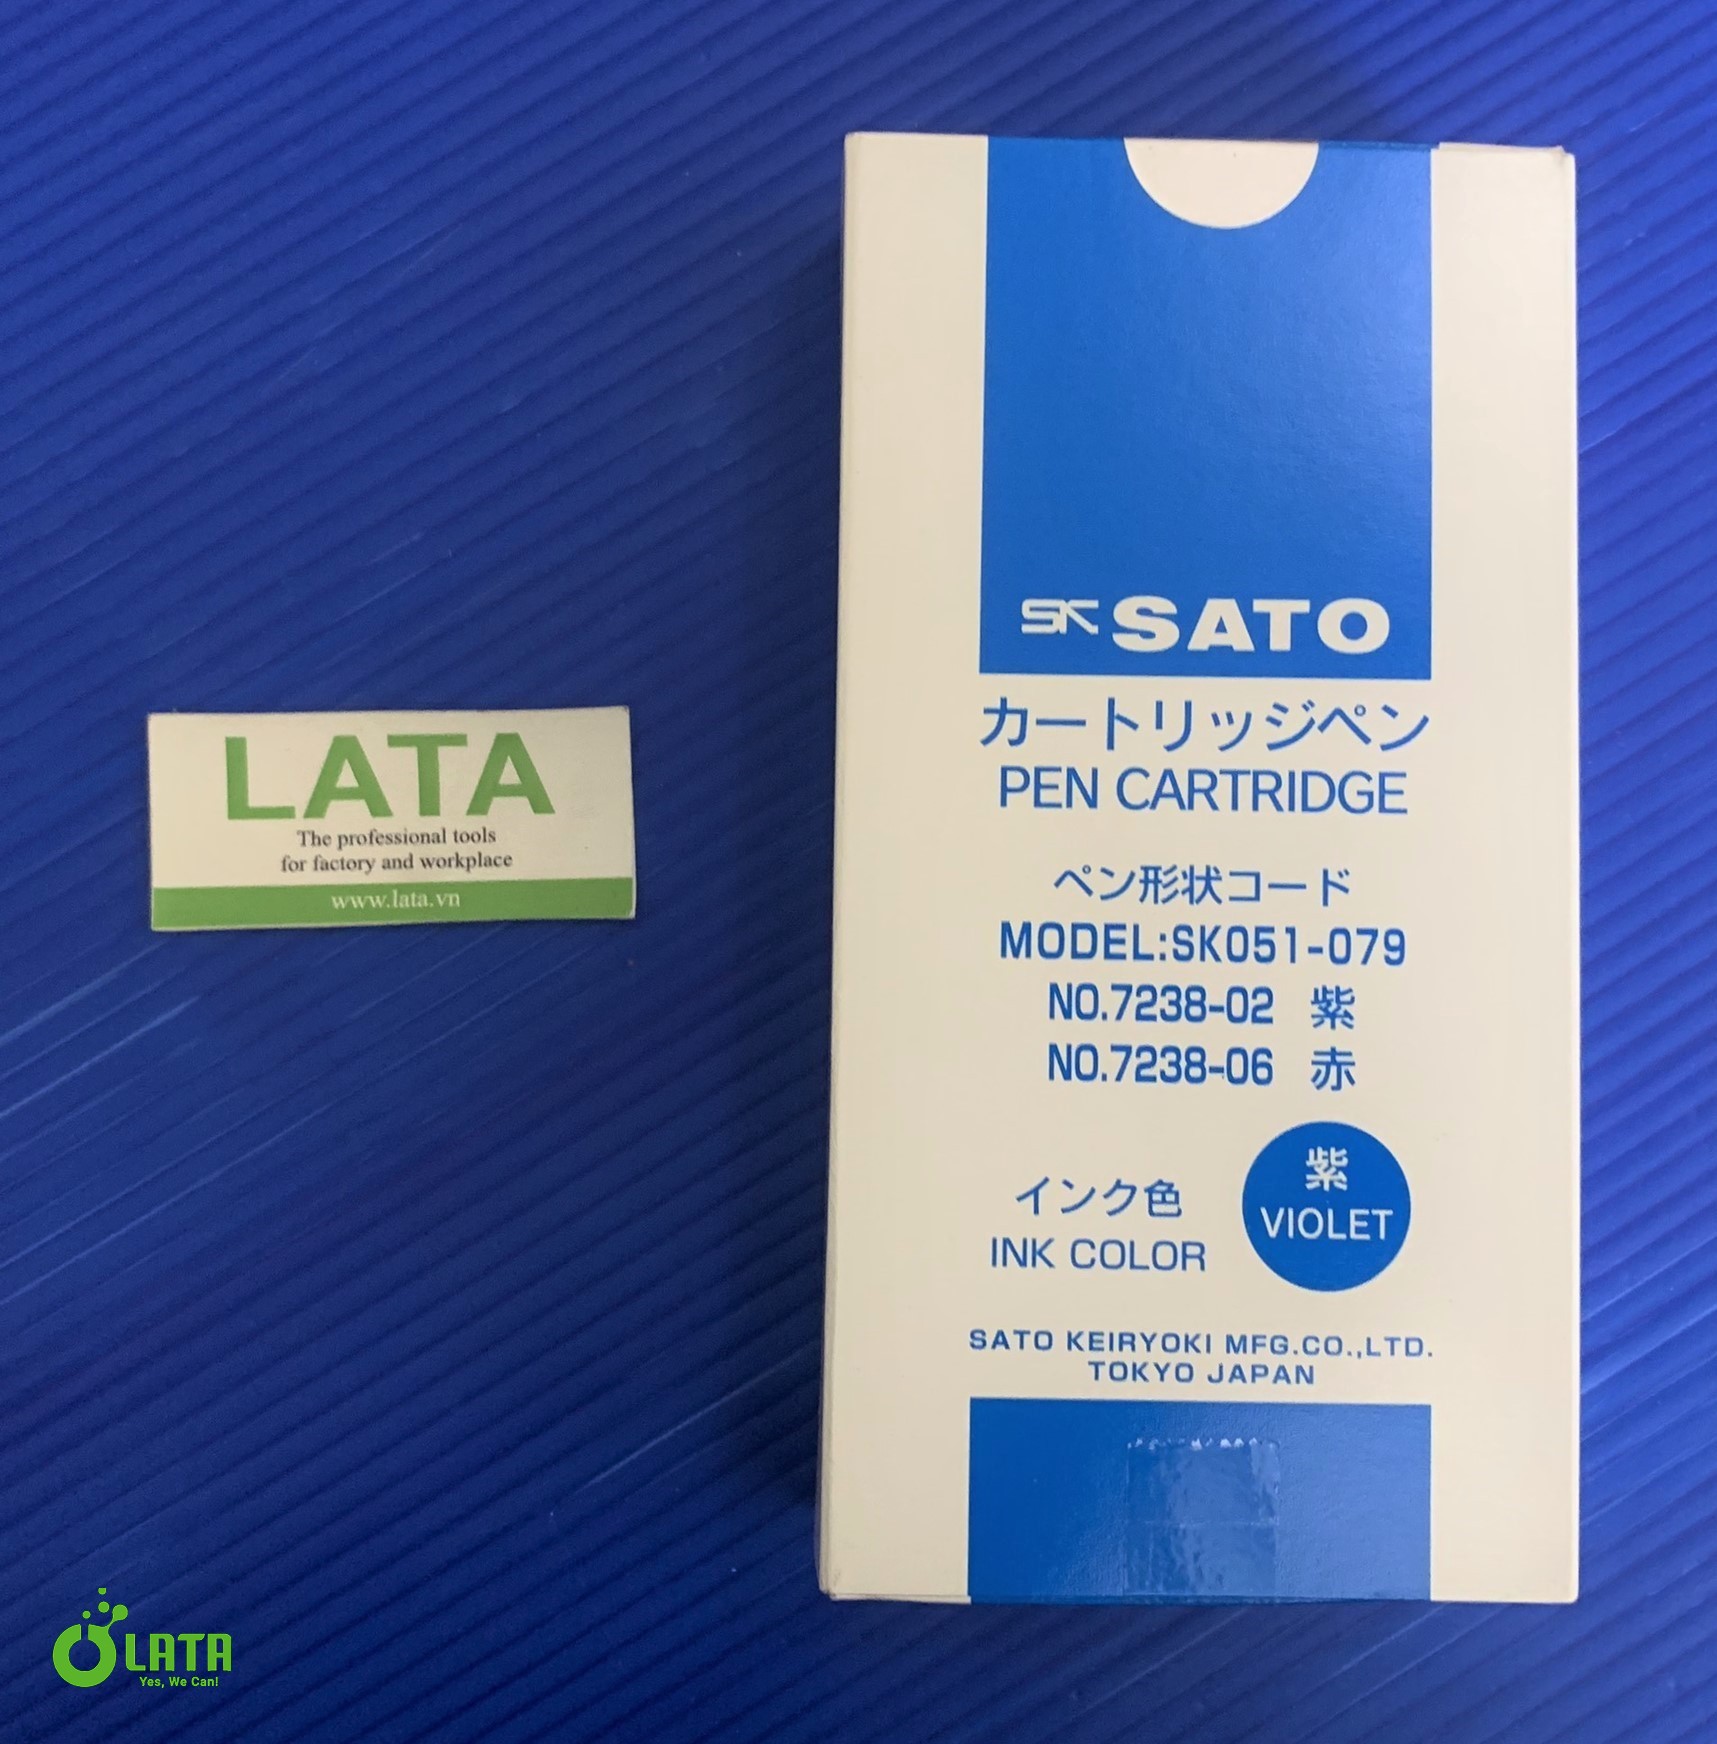 LATA
The professional tools
for factory and workplace
www.lata.vn
SK SATO
カートリッジペン
PEN CARTRIDGE
ペン形状コード
MODEL:SK051-079
NO.7238-02 紫
NO.7238-06 赤
インク色
INK COLOR
紫
VIOLET
SATO KEIRYOKI MFG.CO.,LTD.
TOKYO JAPAN
LATA
Yes, We Can!